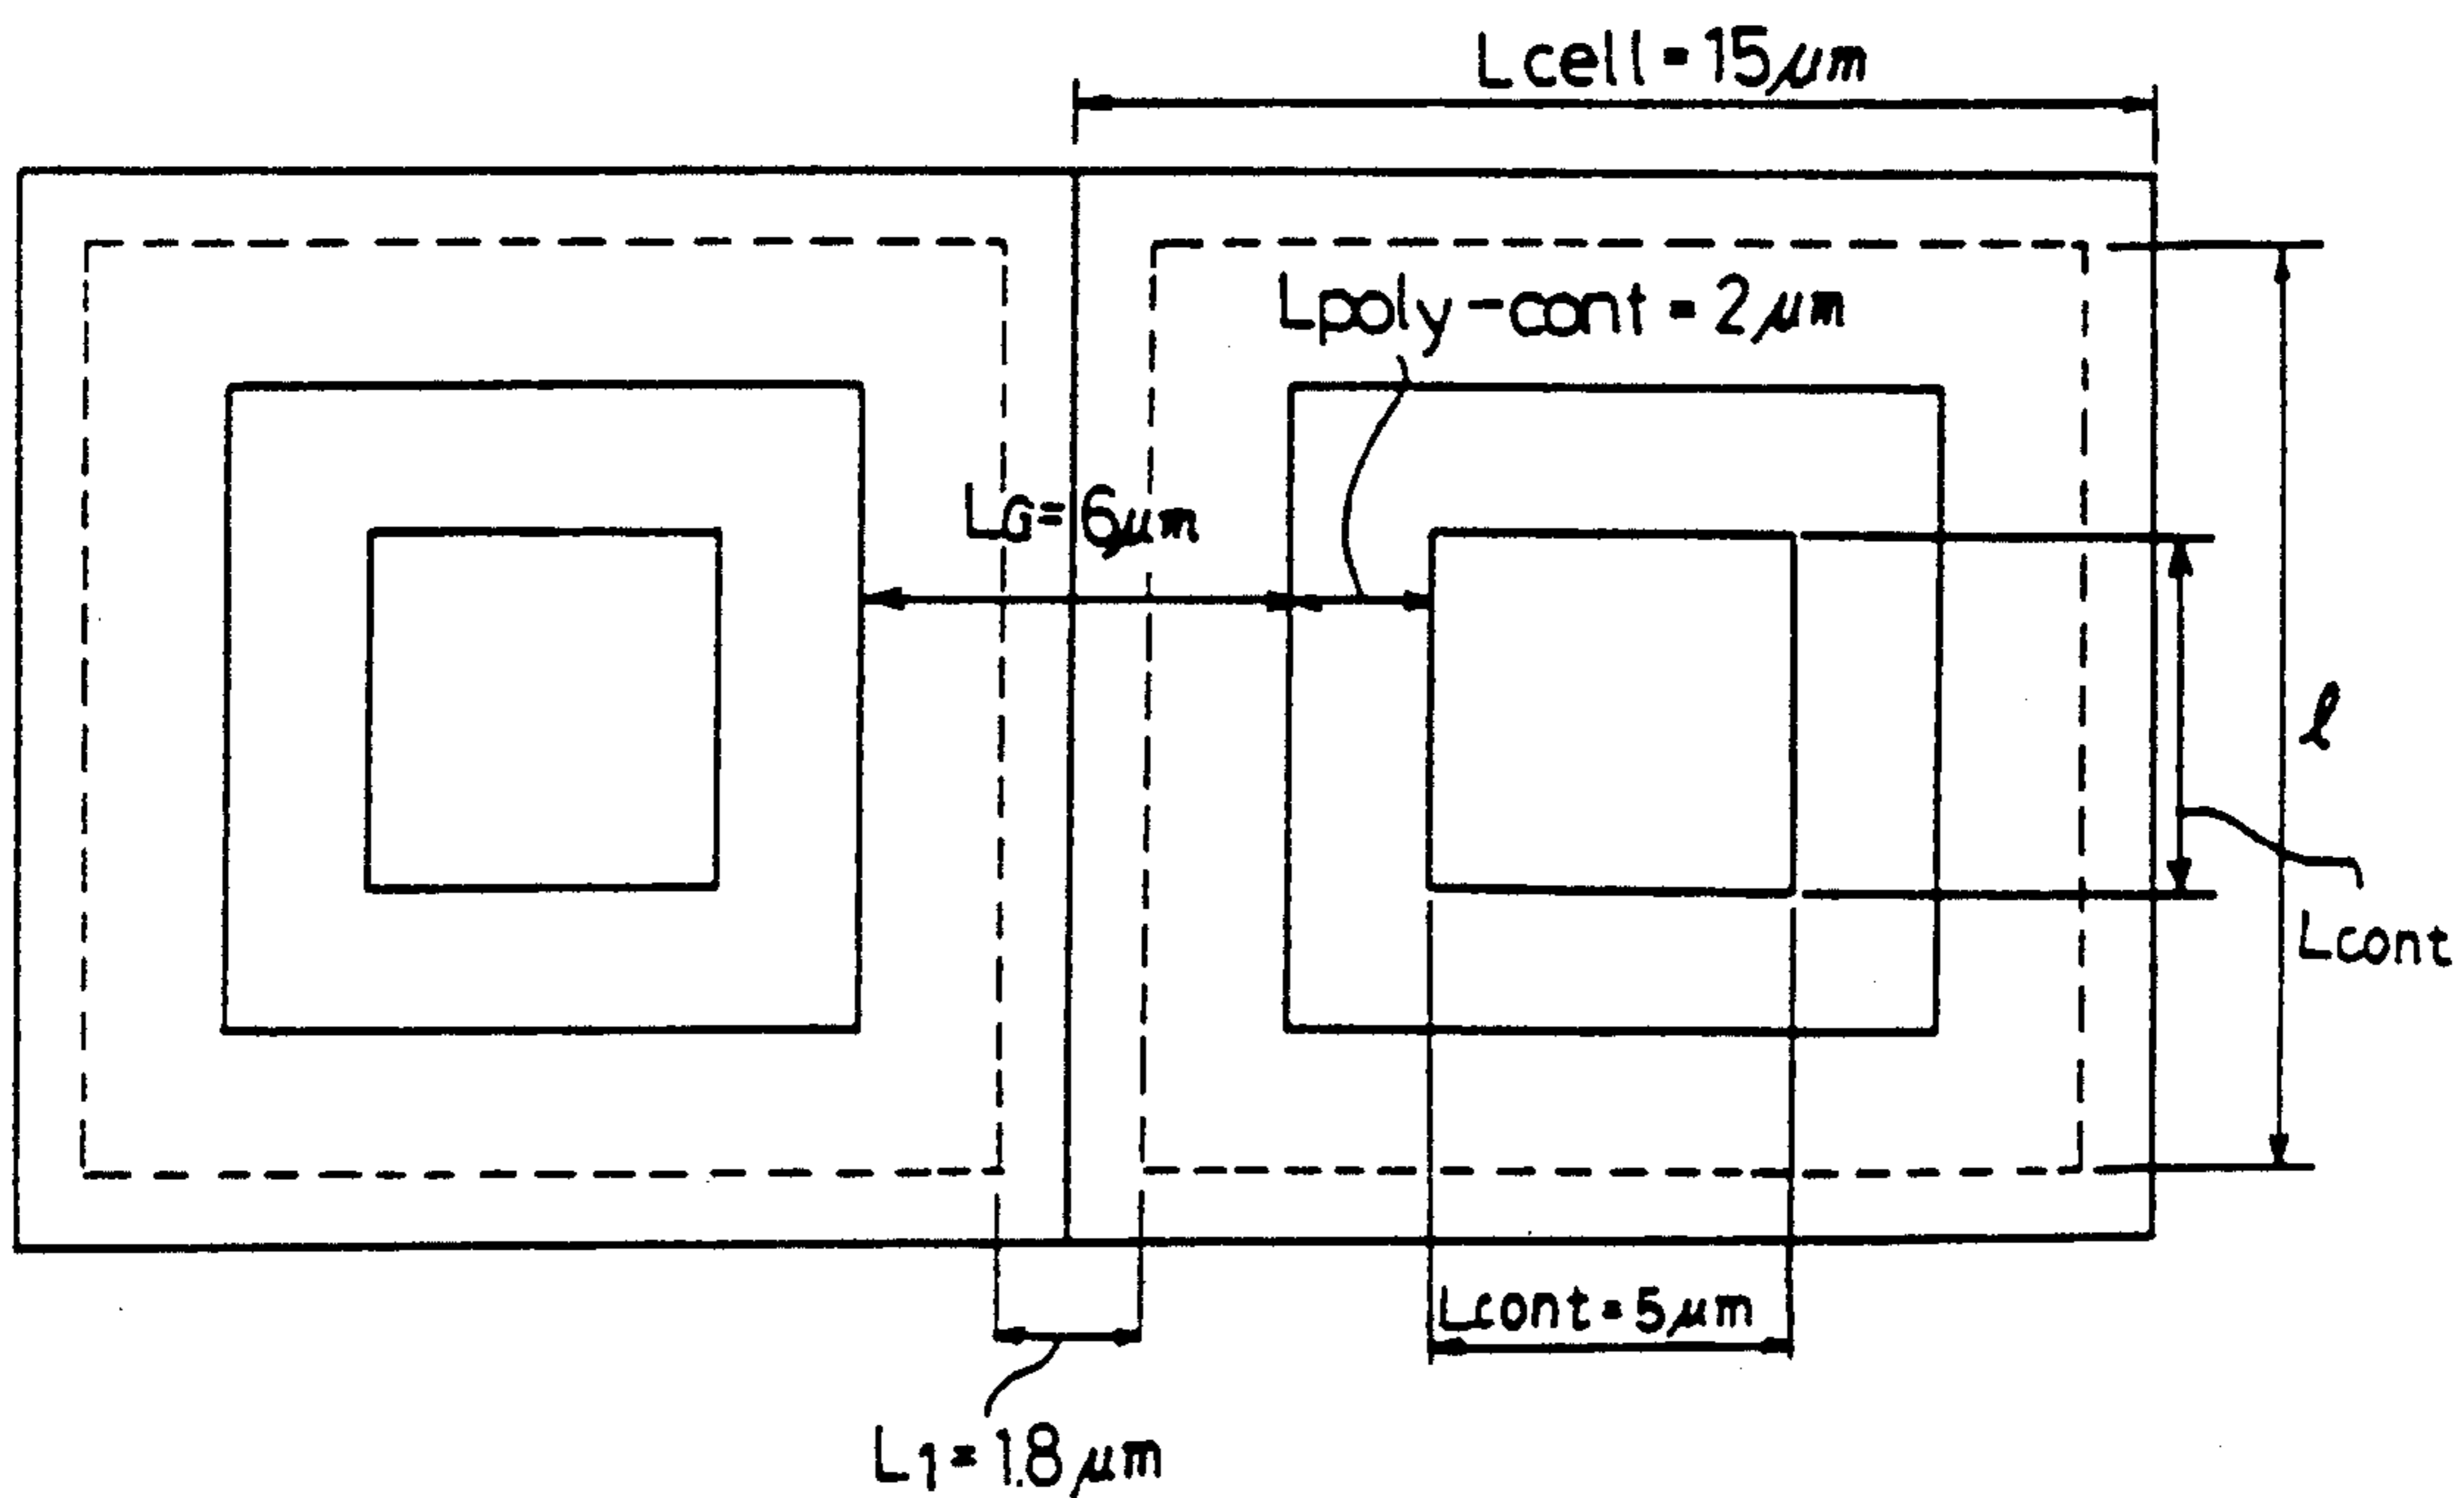 Lcell=15μm
Lpoly-cont=2μm
LG=6μm
ℓ
Lcont
Lcont=5μm
L1=1.8μm